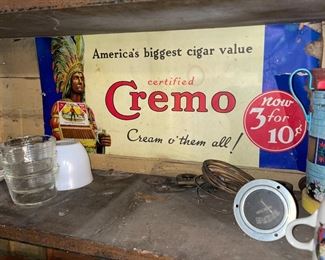 America's biggest cigar value
certified
Cremo
Cream o' them all!
now
3 for
10¢